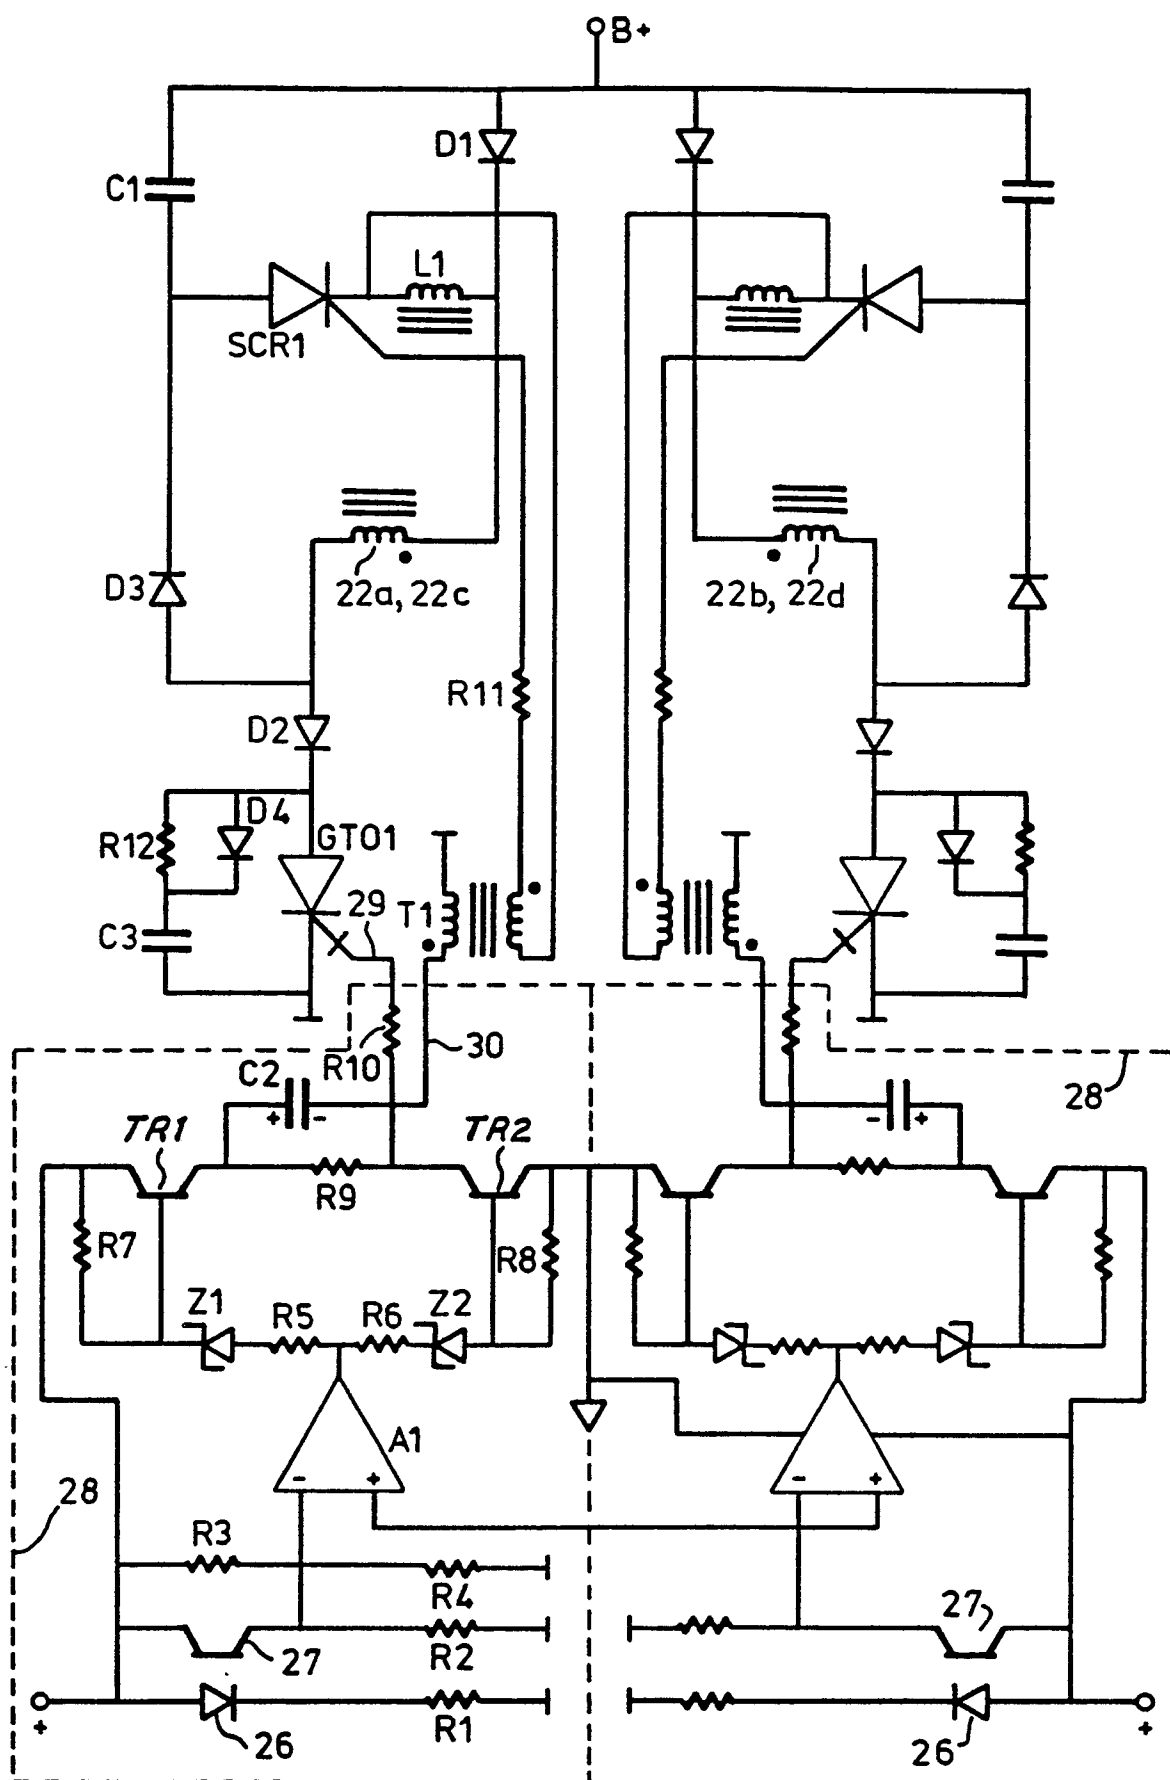 B+
D1
C1
L1
SCR1
D3
22a, 22c
22b, 22d
R11
D2
D4
R12
GTO1
29
T1
C3
30
R10
C2
28
TR1
TR2
R9
R7
R8
Z1
R5
R6
Z2
A1
- +
- +
28
R3
R4
27
27
R2
+
R1
+
26
26
+ -
- +